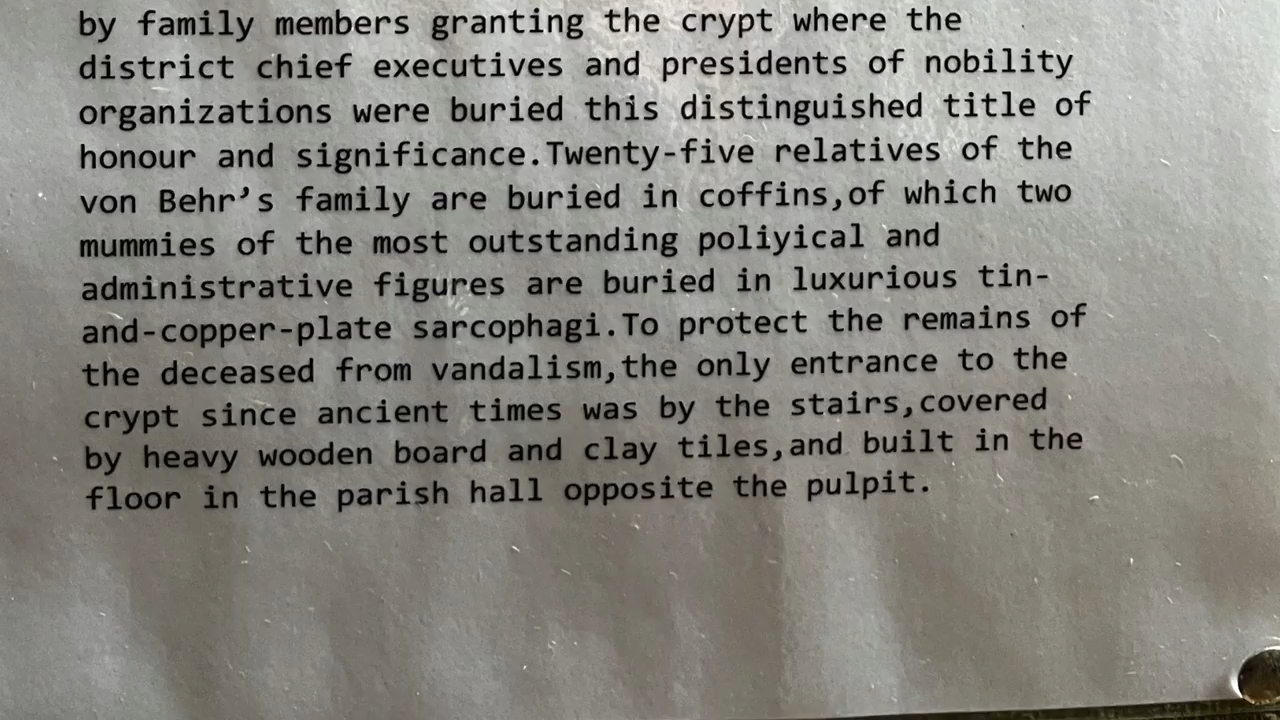 by family members granting the crypt where the
district chief executives and presidents of nobility
organizations were buried this distinguished title of
honour and significance.Twenty-five relatives of the
von Behr’s family are buried in coffins,of which two
mummies of the most outstanding poliyical and
administrative figures are buried in luxurious tin-
and-copper-plate sarcophagi.To protect the remains of
the deceased from vandalism,the only entrance to the
crypt since ancient times was by the stairs,covered
by heavy wooden board and clay tiles,and built in the
floor in the parish hall opposite the pulpit.